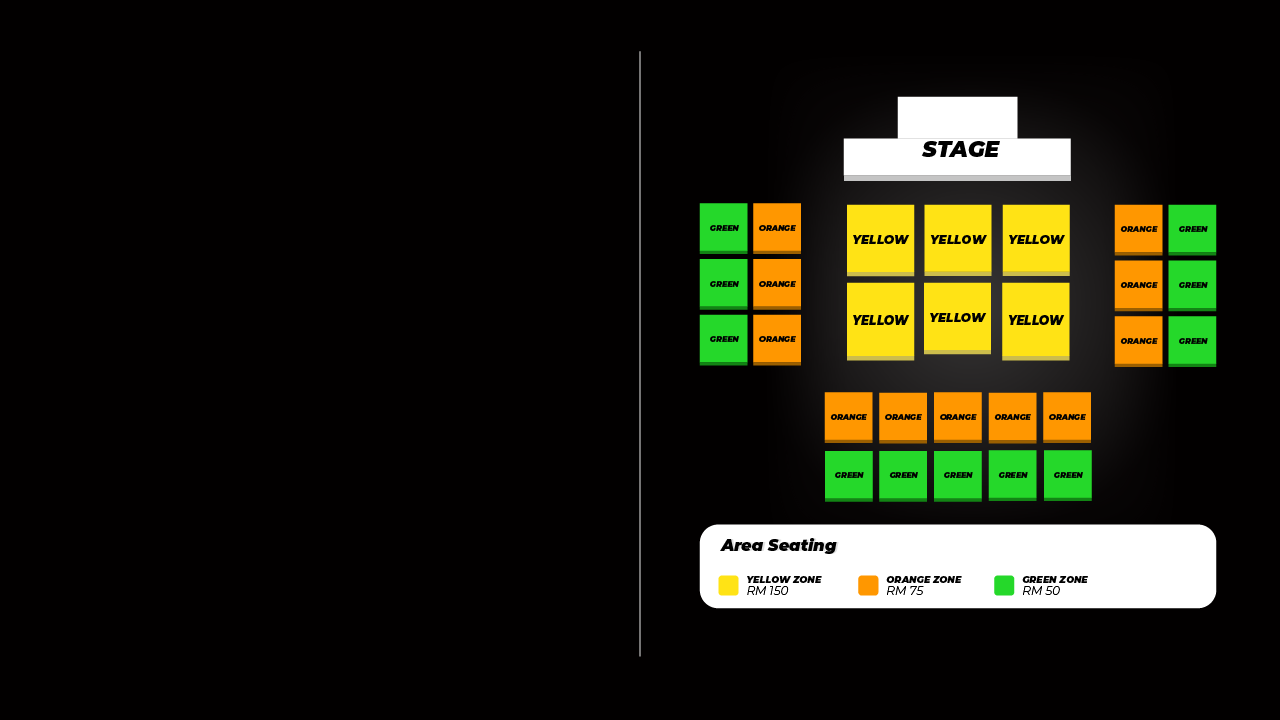 STAGE
GREEN ORANGE YELLOW YELLOW YELLOW ORANGE GREEN
GREEN ORANGE ORANGE GREEN
GREEN ORANGE YELLOW YELLOW YELLOW ORANGE GREEN
ORANGE ORANGE ORANGE ORANGE ORANGE
GREEN GREEN GREEN GREEN GREEN
Area Seating
YELLOW ZONE ORANGE ZONE GREEN ZONE
RM 150 RM 75 RM 50